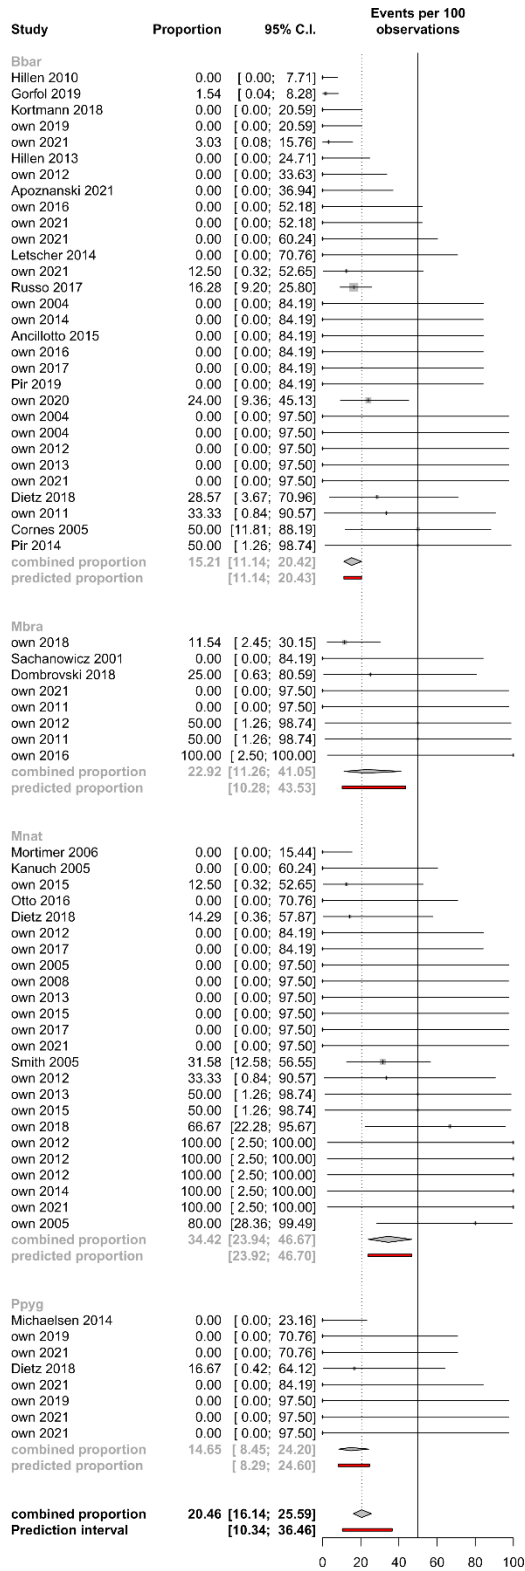 Events per 100
Study Proportion 95% C.I. observations
Bbar
Hillen 2010 0.00 [ 0.00; 7.71]
Gorfol 2019 1.54 [ 0.04; 8.28]
Kortmann 2018 0.00 [ 0.00; 20.59]
own 2019 0.00 [ 0.00; 20.59]
own 2021 3.03 [ 0.08; 15.76]
Hillen 2013 0.00 [ 0.00; 24.71]
own 2012 0.00 [ 0.00; 33.63]
Apoznanski 2021 0.00 [ 0.00; 36.94]
own 2016 0.00 [ 0.00; 52.18]
own 2021 0.00 [ 0.00; 52.18]
own 2021 0.00 [ 0.00; 60.24]
Letscher 2014 0.00 [ 0.00; 70.76]
own 2021 12.50 [ 0.32; 52.65]
Russo 2017 16.28 [ 9.20; 25.80]
own 2004 0.00 [ 0.00; 84.19]
own 2014 0.00 [ 0.00; 84.19]
Ancillotto 2015 0.00 [ 0.00; 84.19]
own 2016 0.00 [ 0.00; 84.19]
own 2017 0.00 [ 0.00; 84.19]
Pir 2019 0.00 [ 0.00; 84.19]
own 2020 24.00 [ 9.36; 45.13]
own 2004 0.00 [ 0.00; 97.50]
own 2004 0.00 [ 0.00; 97.50]
own 2012 0.00 [ 0.00; 97.50]
own 2013 0.00 [ 0.00; 97.50]
own 2021 0.00 [ 0.00; 97.50]
Dietz 2018 28.57 [ 3.67; 70.96]
own 2011 33.33 [ 0.84; 90.57]
Cornes 2005 50.00 [11.81; 88.19]
Pir 2014 50.00 [ 1.26; 98.74]
combined proportion 15.21 [11.14; 20.42]
predicted proportion [11.14; 20.43]
Mbra
own 2018 11.54 [ 2.45; 30.15]
Sachanowicz 2001 0.00 [ 0.00; 84.19]
Dombrovski 2018 25.00 [ 0.63; 80.59]
own 2021 0.00 [ 0.00; 97.50]
own 2011 0.00 [ 0.00; 97.50]
own 2012 50.00 [ 1.26; 98.74]
own 2011 50.00 [ 1.26; 98.74]
own 2016 100.00 [ 2.50; 100.00]
combined proportion 22.92 [11.26; 41.05]
predicted proportion [10.28; 43.53]
Mnat
Mortimer 2006 0.00 [ 0.00; 15.44]
Kanuch 2005 0.00 [ 0.00; 60.24]
own 2015 12.50 [ 0.32; 52.65]
Otto 2016 0.00 [ 0.00; 70.76]
Dietz 2018 14.29 [ 0.36; 57.87]
own 2012 0.00 [ 0.00; 84.19]
own 2017 0.00 [ 0.00; 84.19]
own 2005 0.00 [ 0.00; 97.50]
own 2008 0.00 [ 0.00; 97.50]
own 2013 0.00 [ 0.00; 97.50]
own 2015 0.00 [ 0.00; 97.50]
own 2017 0.00 [ 0.00; 97.50]
own 2021 0.00 [ 0.00; 97.50]
Smith 2005 31.58 [12.58; 56.55]
own 2012 33.33 [ 0.84; 90.57]
own 2013 50.00 [ 1.26; 98.74]
own 2015 50.00 [ 1.26; 98.74]
own 2018 66.67 [22.28; 95.67]
own 2012 100.00 [ 2.50; 100.00]
own 2012 100.00 [ 2.50; 100.00]
own 2012 100.00 [ 2.50; 100.00]
own 2014 100.00 [ 2.50; 100.00]
own 2021 100.00 [ 2.50; 100.00]
own 2005 80.00 [28.36; 99.49]
combined proportion 34.42 [23.94; 46.67]
predicted proportion [23.92; 46.70]
Ppyg
Michaelsen 2014 0.00 [ 0.00; 23.16]
own 2019 0.00 [ 0.00; 70.76]
own 2021 0.00 [ 0.00; 70.76]
Dietz 2018 16.67 [ 0.42; 64.12]
own 2021 0.00 [ 0.00; 84.19]
own 2019 0.00 [ 0.00; 97.50]
own 2021 0.00 [ 0.00; 97.50]
own 2021 0.00 [ 0.00; 97.50]
combined proportion 14.65 [ 8.45; 24.20]
predicted proportion [ 8.29; 24.60]
combined proportion 20.46 [16.14; 25.59]
Prediction interval [10.34; 36.46]
0 20 40 60 80 100